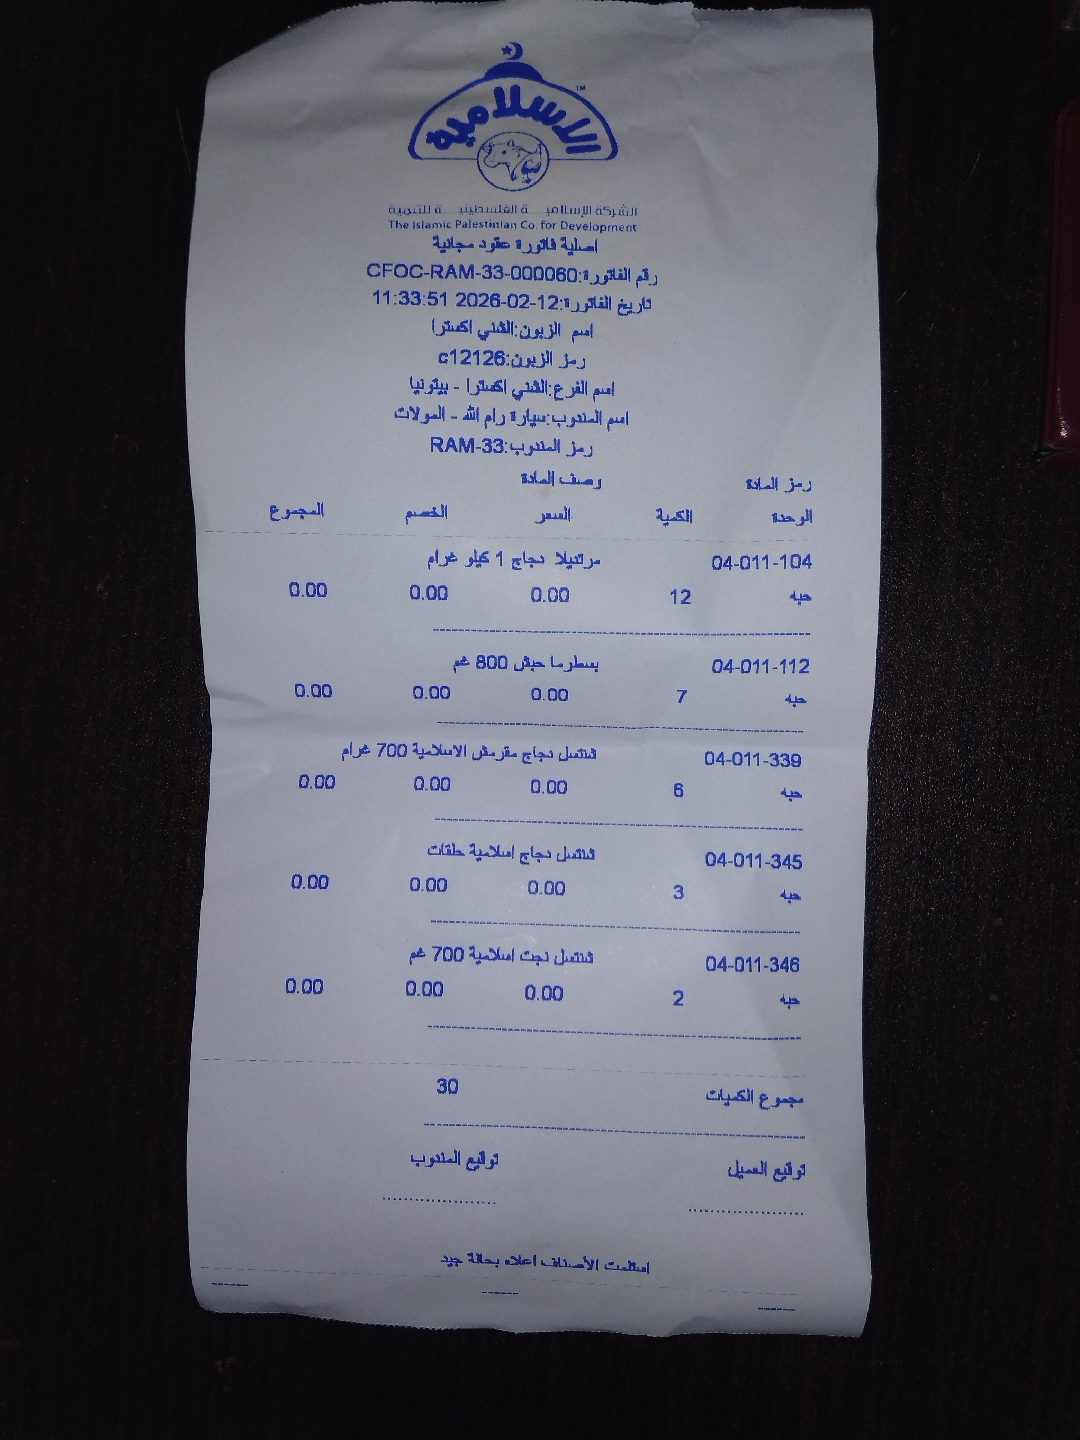 الاسلامية
TM
الشركة الإسلامية الفلسطينية للتنمية
The Islamic Palestinian Co. for Development
اصلية فاتورة عقود مجانية
رقم الفاتورة:CFOC-RAM-33-000060
تاريخ الفاتورة:2026-02-12 11:33:51
اسم الزبون:الشني اكسترا
رمز الزبون:c12126
اسم الفرع:الشني اكسترا - بيتونيا
اسم المندوب:سيارة رام الله - المولات
رمز المندوب:RAM-33
رمز المادة وصف المادة
الوحدة الكمية السعر الخصم المجموع
04-011-104 مرتديلا دجاج 1 كيلو غرام
حبه 12 0.00 0.00 0.00
04-011-112 بسطرما حبش 800 غم
حبه 7 0.00 0.00 0.00
04-011-339 شنتسل دجاج مقرمش الاسلامية 700 غرام
حبه 6 0.00 0.00 0.00
04-011-345 شنتسل دجاج اسلامية حلقات
حبه 3 0.00 0.00 0.00
04-011-346 شنتسل نجت اسلامية 700 غم
حبه 2 0.00 0.00 0.00
مجموع الكميات 30
توقيع العميل توقيع المندوب
استلمت الأصناف اعلاه بحالة جيد